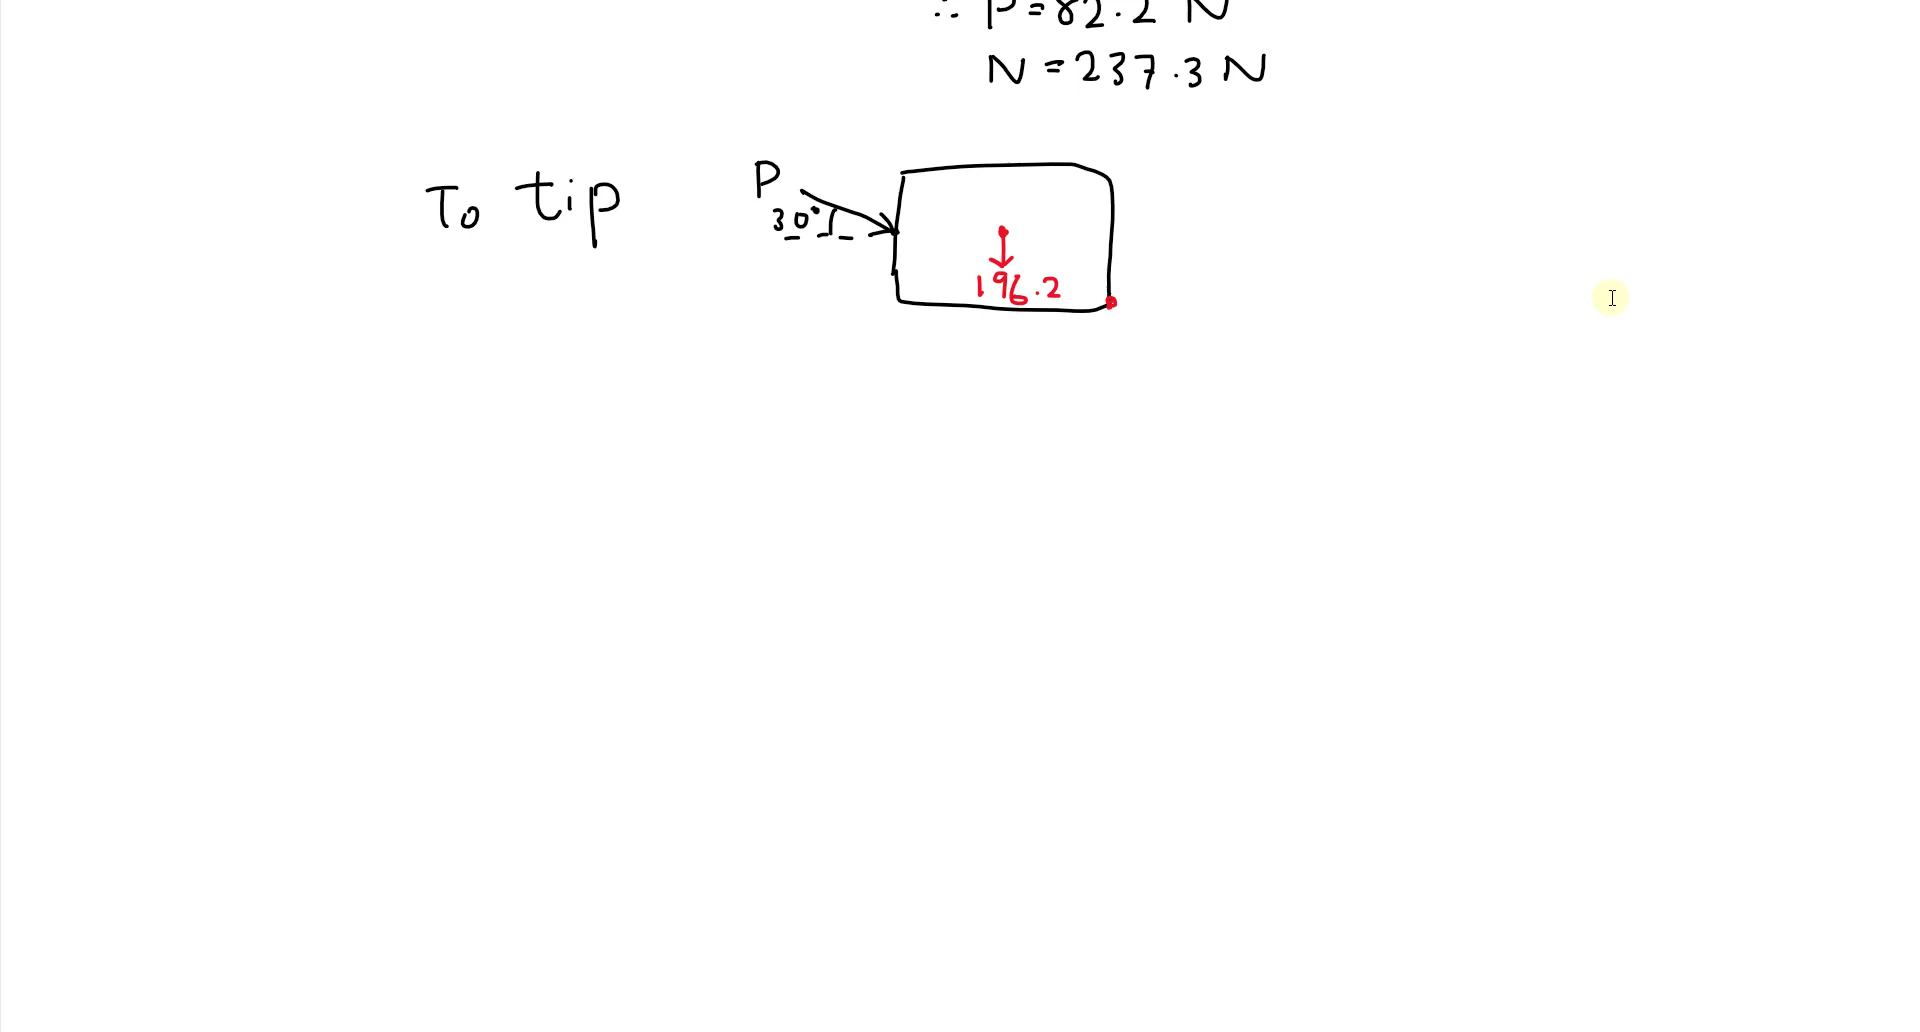 ∴ P = 82.2 N
N = 237.3 N
To tip
P
30°
196.2